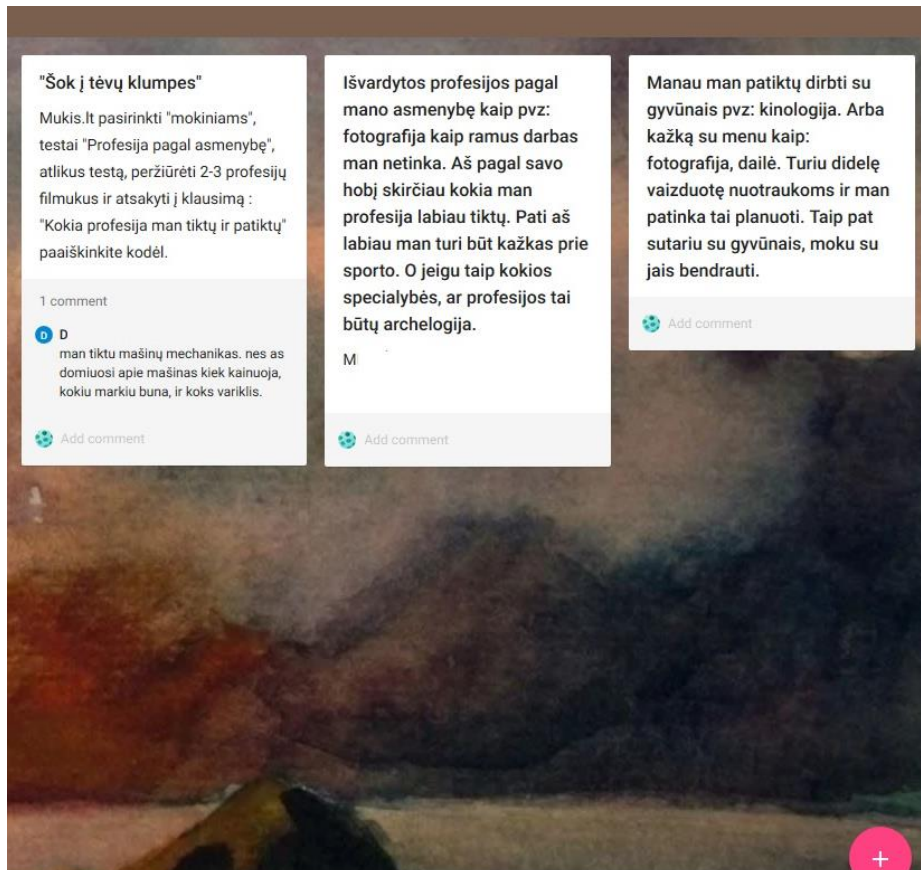 "Šok į tėvų klumpes"
Mukis.lt pasirinkti "mokiniams",
testai "Profesija pagal asmenybę",
atlikus testą, peržiūrėti 2-3 profesijų
filmukus ir atsakyti į klausimą :
"Kokia profesija man tiktų ir patiktų"
paaiškinkite kodėl.
1 comment
D D
man tiktu mašinų mechanikas. nes as
domiuosi apie mašinas kiek kainuoja,
kokiu markiu buna, ir koks variklis.
Add comment
Išvardytos profesijos pagal
mano asmenybę kaip pvz:
fotografija kaip ramus darbas
man netinka. Aš pagal savo
hobį skirčiau kokia man
profesija labiau tiktų. Pati aš
labiau man turi būt kažkas prie
sporto. O jeigu taip kokios
specialybės, ar profesijos tai
būtų archelogija.
M
Add comment
Manau man patiktų dirbti su
gyvūnais pvz: kinologija. Arba
kažką su menu kaip:
fotografija, dailė. Turiu didelę
vaizduotę nuotraukoms ir man
patinka tai planuoti. Taip pat
sutariu su gyvūnais, moku su
jais bendrauti.
Add comment